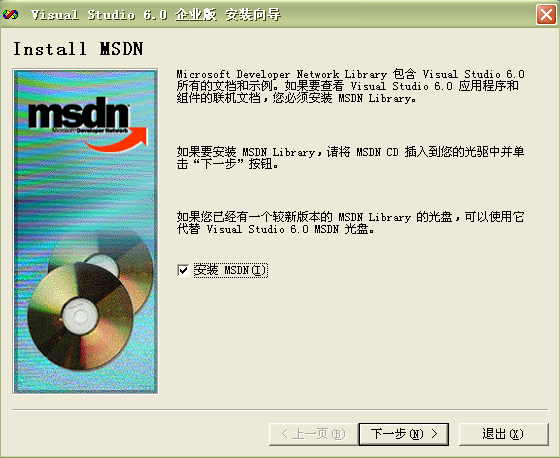 Visual Studio 6.0 企业版 安装向导
Install MSDN
msdn
Microsoft Developer Network
Microsoft Developer Network Library 包含 Visual Studio 6.0
所有的文档和示例。如果要查看 Visual Studio 6.0 应用程序和
组件的联机文档,您必须安装 MSDN Library。
如果要安装 MSDN Library,请将 MSDN CD 插入到您的光驱中并单
击“下一步”按钮。
如果您已经有一个较新版本的 MSDN Library 的光盘,可以使用它
代替 Visual Studio 6.0 MSDN 光盘。
安装 MSDN(I)
< 上一页(B)
下一步(N) >
退出(X)